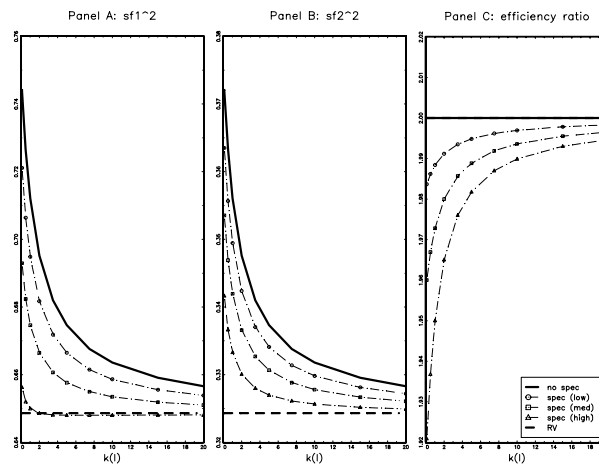 Panel A: sf1^2
Panel B: sf2^2
Panel C: efficiency ratio
0.76
0.74
0.72
0.70
0.68
0.66
0.64
0 2 4 6 8 10 12 14 16 18 20
k(l)
0.38
0.37
0.36
0.35
0.34
0.33
0.32
0 2 4 6 8 10 12 14 16 18 20
k(l)
2.02
2.01
2.00
1.99
1.98
1.97
1.96
1.95
1.94
1.93
1.92
0 2 4 6 8 10 12 14 16 18
k(l)
no spec
spec (low)
spec (med)
spec (high)
RV